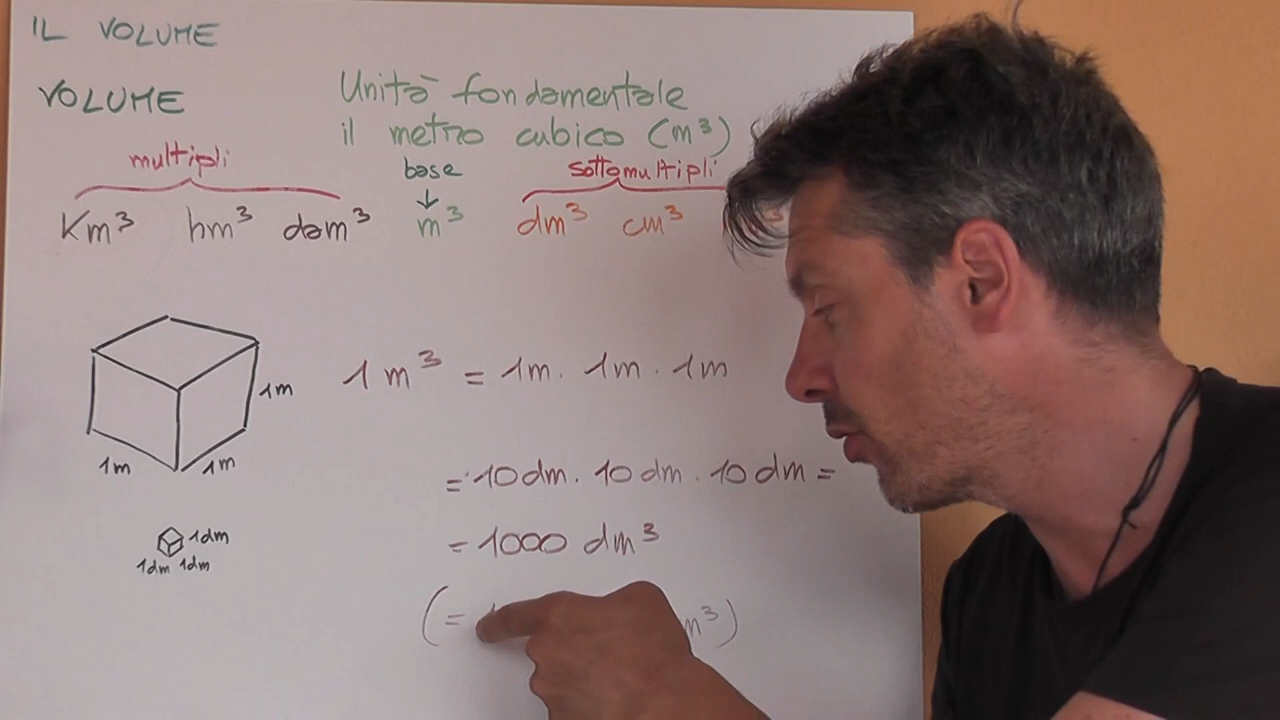 IL VOLUME
VOLUME
Unità fondamentale
il metro cubico (m³)
multipli
base
sottomultipli
Km³ hm³ dam³ m³ dm³ cm³
1m
1m 1m
1 m³ = 1m · 1m · 1m
= 10 dm · 10 dm · 10 dm =
= 1000 dm³
1dm
1dm 1dm
(= m³)